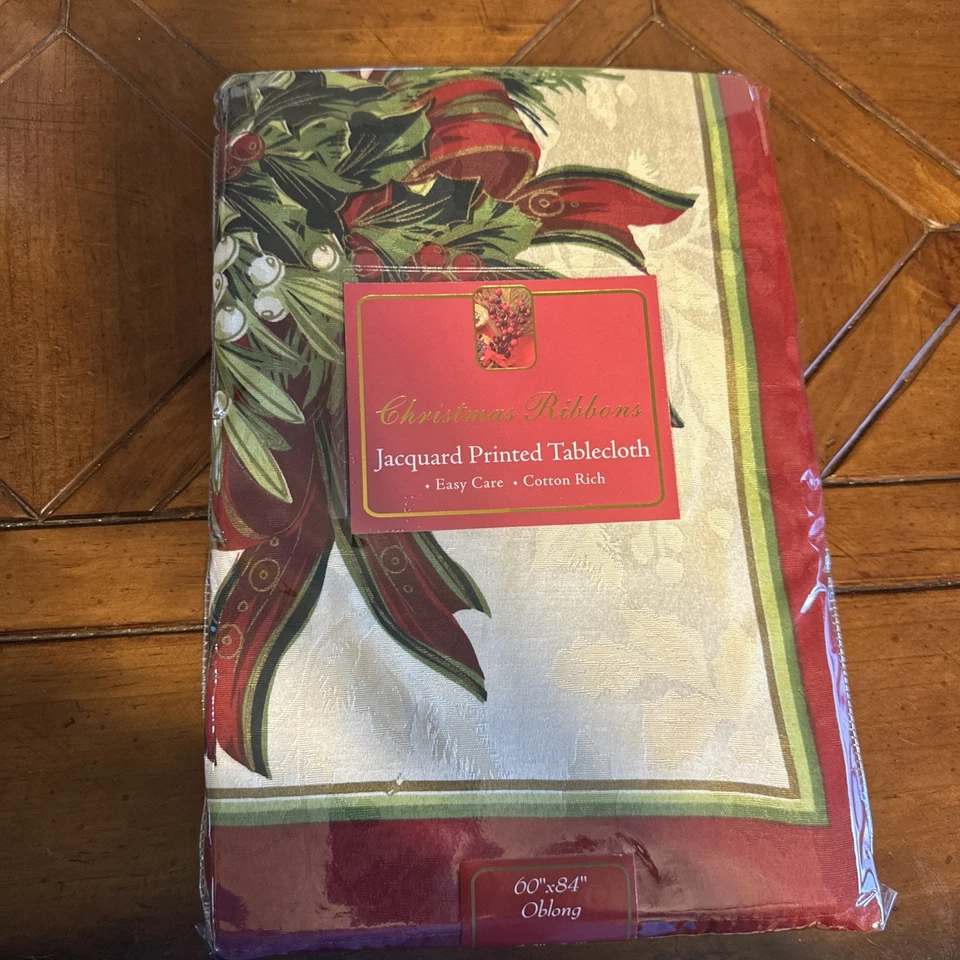 Christmas Ribbons
Jacquard Printed Tablecloth
• Easy Care • Cotton Rich
60"x84"
Oblong